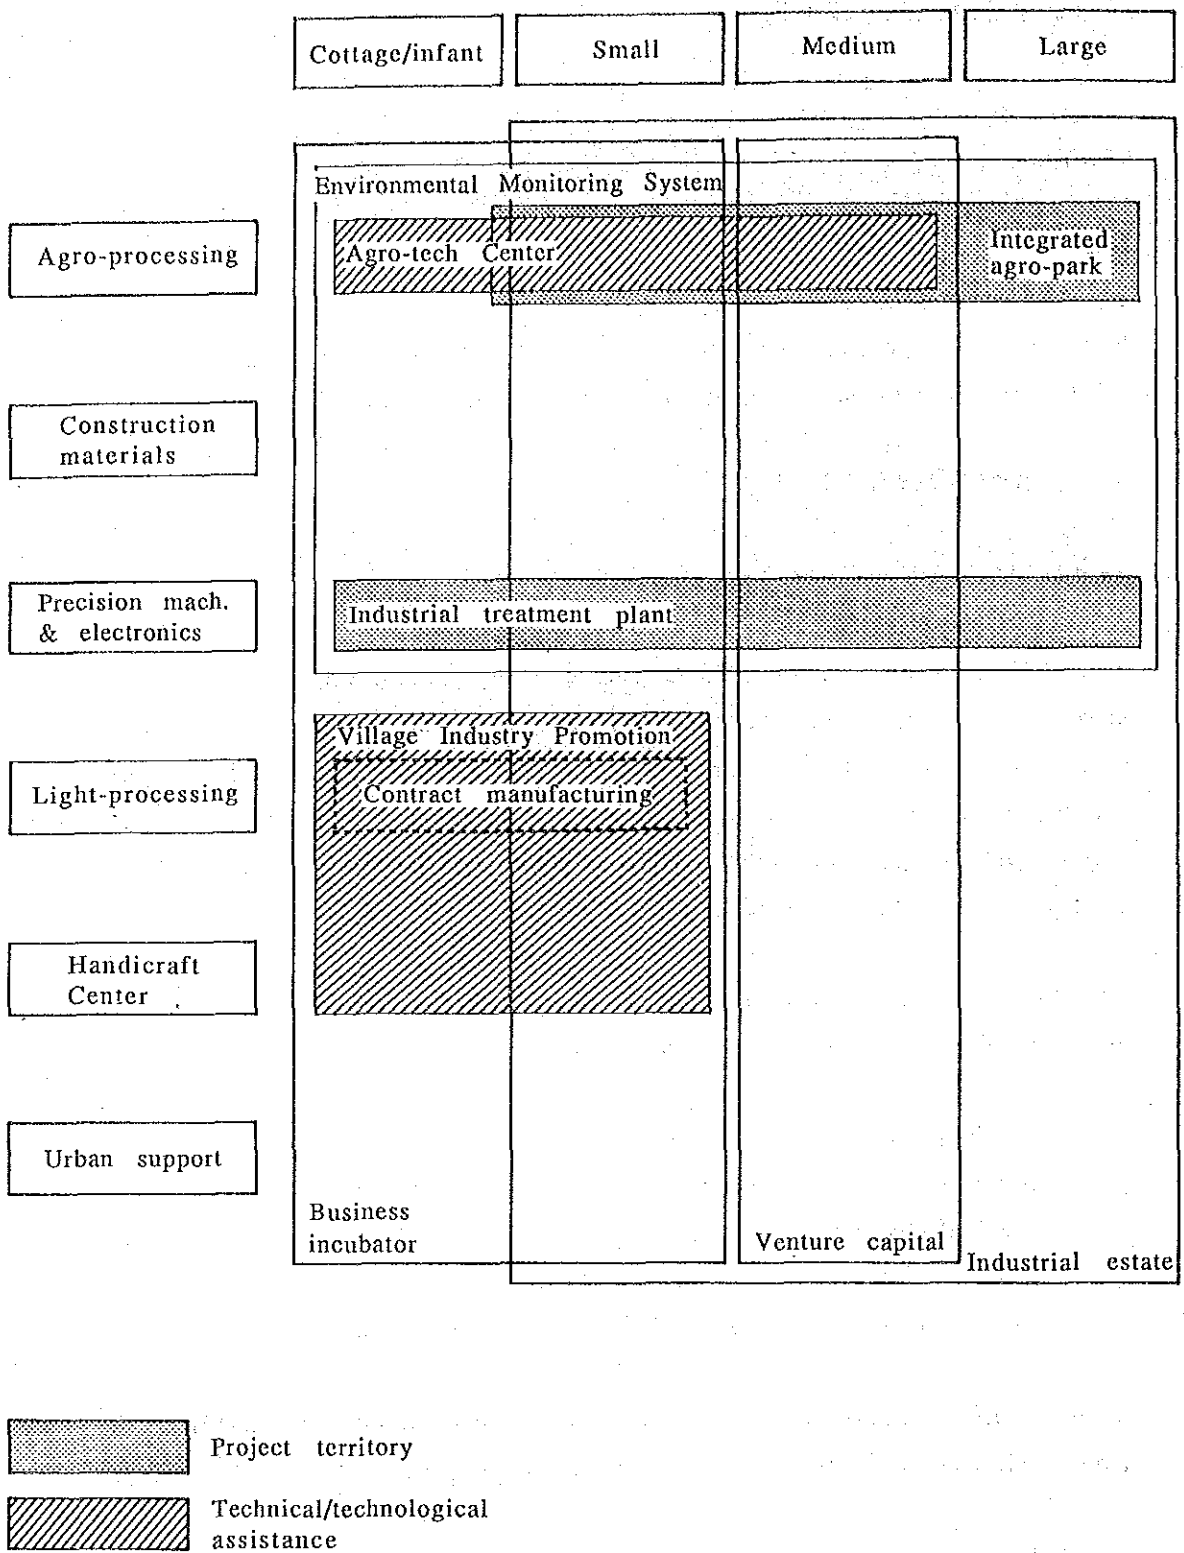 Cottage/infant
Small
Medium
Large
Environmental Monitoring System
Agro-processing
Agro-tech Center
Integrated
agro-park
Construction
materials
Precision mach.
& electronics
Industrial treatment plant
Village Industry Promotion
Light-processing
Contract manufacturing
Handicraft
Center
Urban support
Business
incubator
Venture capital
Industrial estate
Project territory
Technical/technological
assistance